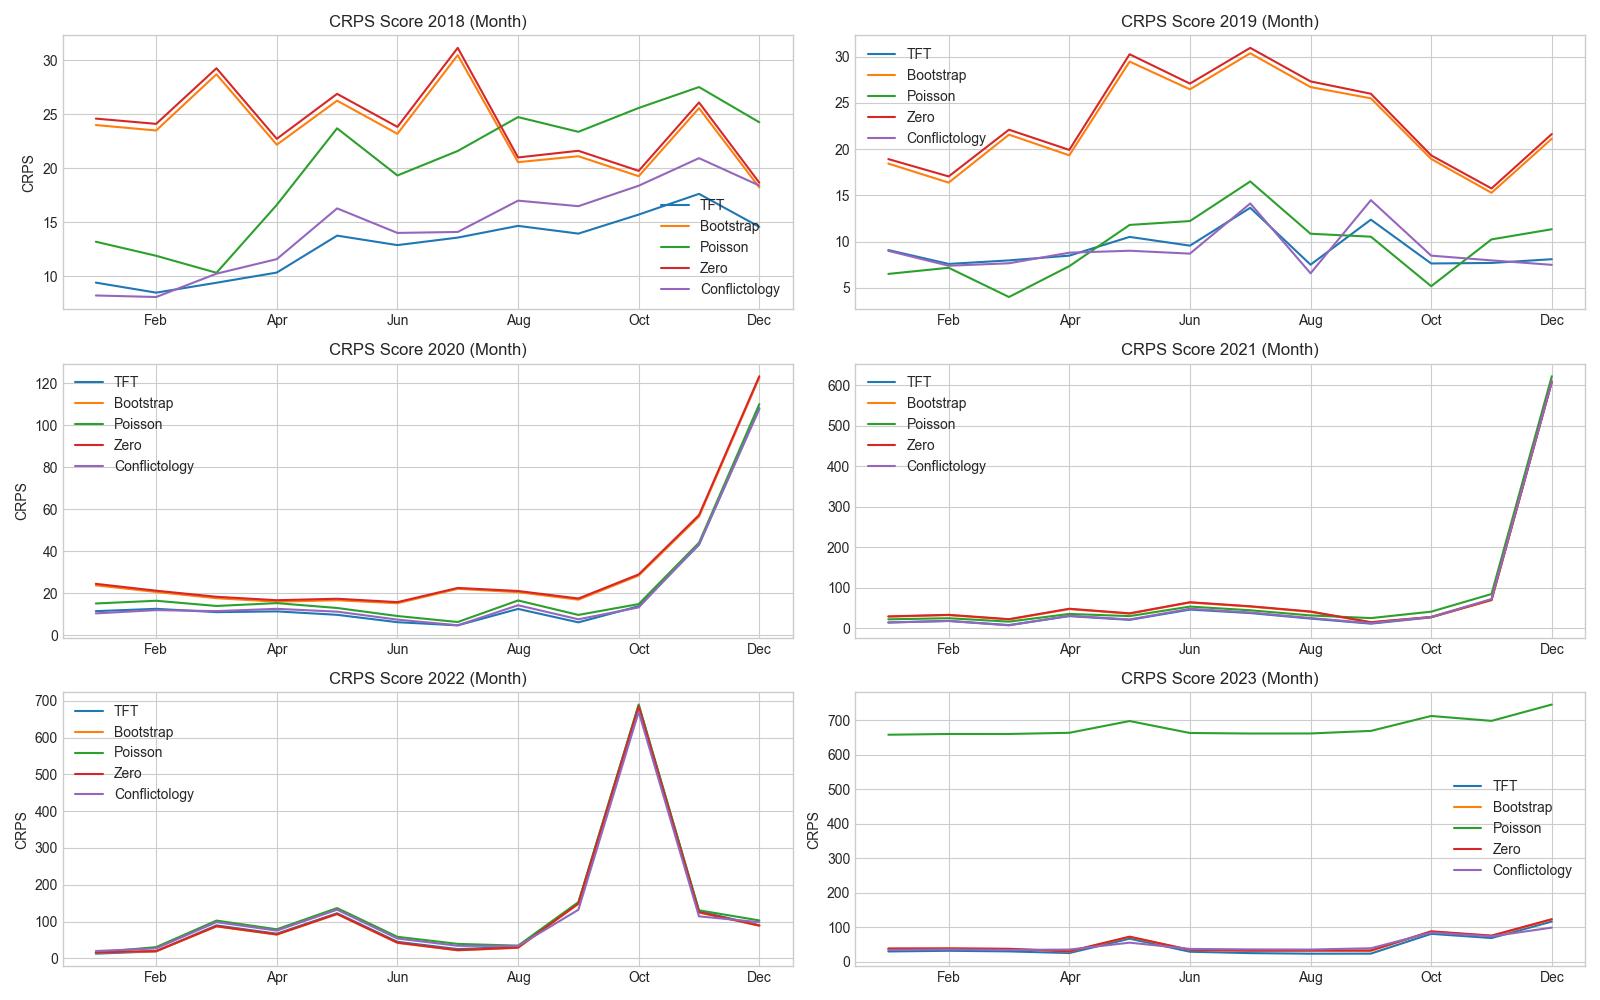 CRPS Score 2018 (Month)
CRPS
30
25
20
15
10
Feb Apr Jun Aug Oct Dec
TFT
Bootstrap
Poisson
Zero
Conflictology
CRPS Score 2019 (Month)
30
25
20
15
10
5
Feb Apr Jun Aug Oct Dec
TFT
Bootstrap
Poisson
Zero
Conflictology
CRPS Score 2020 (Month)
CRPS
120
100
80
60
40
20
0
Feb Apr Jun Aug Oct Dec
TFT
Bootstrap
Poisson
Zero
Conflictology
CRPS Score 2021 (Month)
600
500
400
300
200
100
0
Feb Apr Jun Aug Oct Dec
TFT
Bootstrap
Poisson
Zero
Conflictology
CRPS Score 2022 (Month)
CRPS
700
600
500
400
300
200
100
0
Feb Apr Jun Aug Oct Dec
TFT
Bootstrap
Poisson
Zero
Conflictology
CRPS Score 2023 (Month)
CRPS
700
600
500
400
300
200
100
0
Feb Apr Jun Aug Oct Dec
TFT
Bootstrap
Poisson
Zero
Conflictology